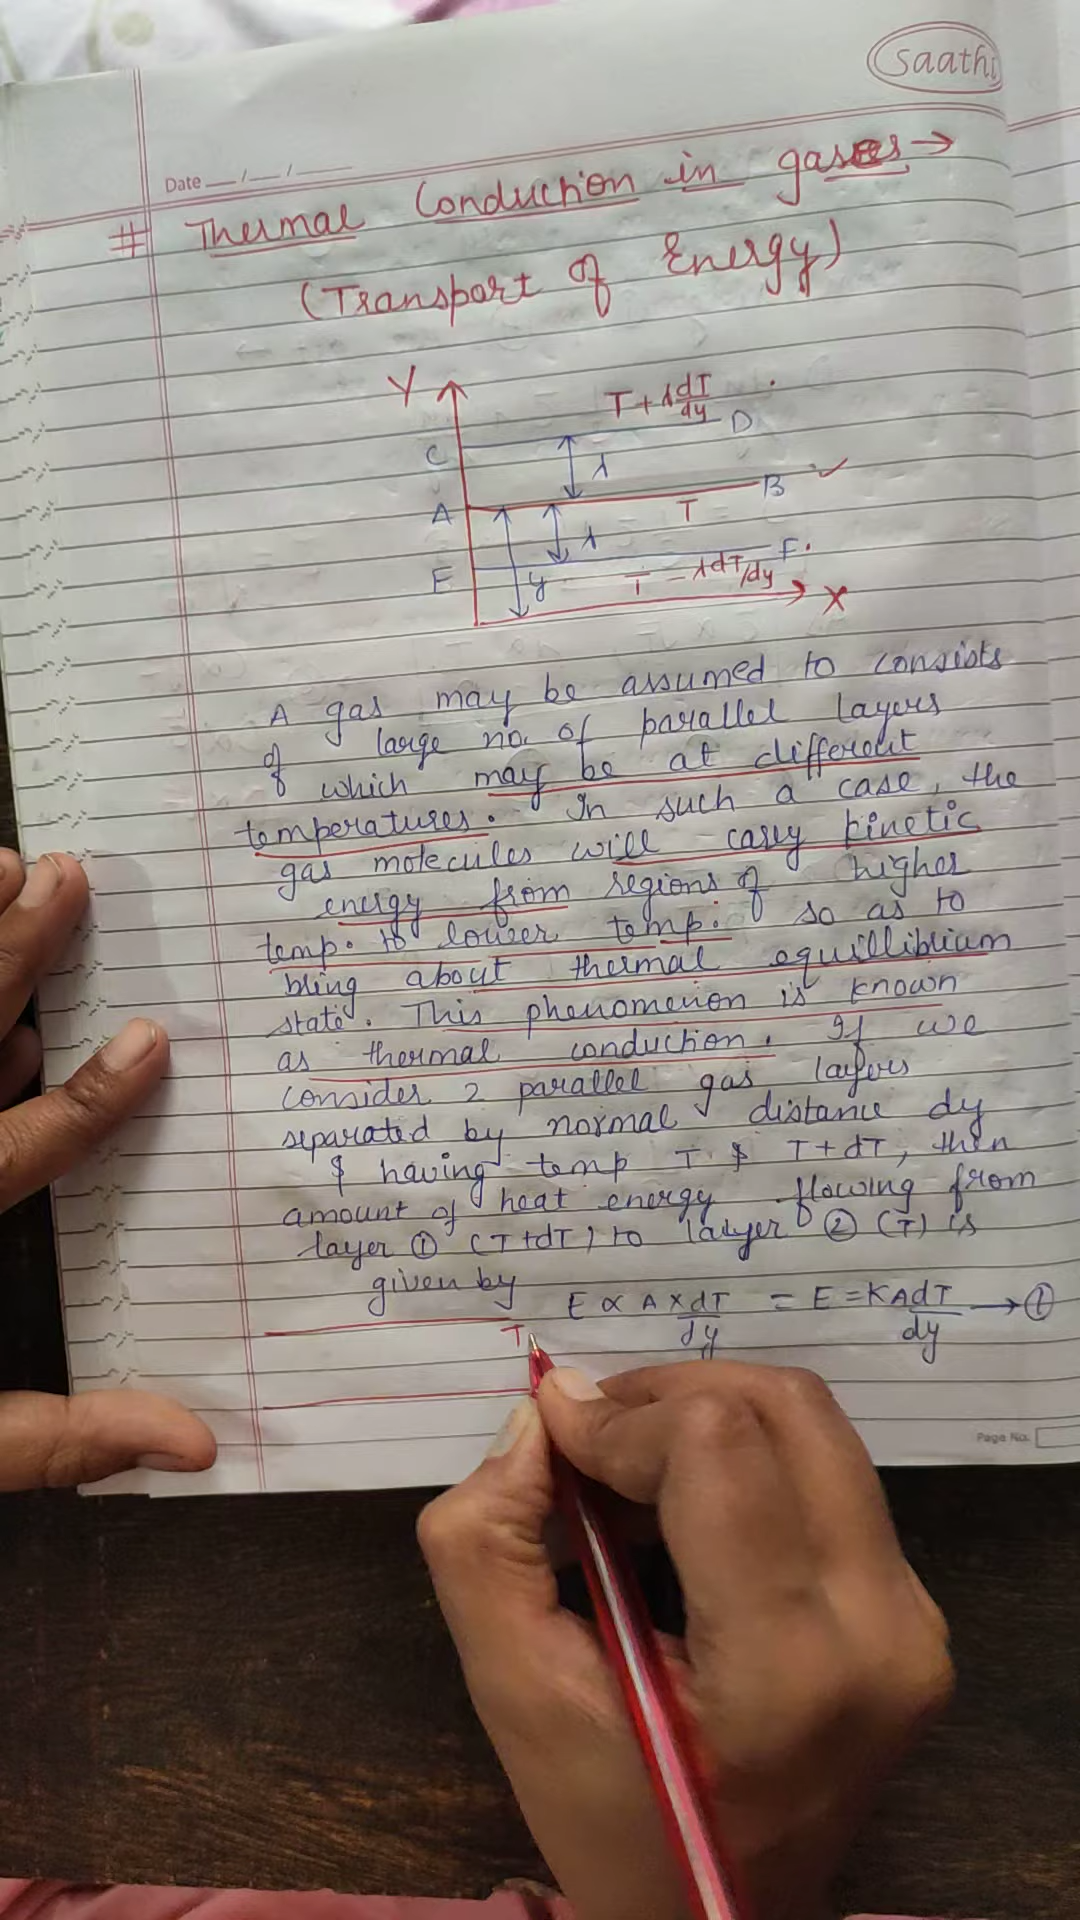 Saathi
Date __/__/__
# Thermal Conduction in gases →
(Transport of Energy)
Y
T + λ dT/dy
C
D
λ
A
B
T
λ
E
F
y
T - λdT/dy
X
A gas may be assumed to consists
of large no. of parallel layers
which may be at different
temperatures. In such a case, the
gas molecules will carry kinetic
energy from regions of higher
temp. to lower temp. so as to
bring about thermal equillibrium
state. This phenomenon is known
as thermal conduction. If we
consider 2 parallel gas layers
separated by normal distance dy
& having temp T & T+dT, then
amount of heat energy flowing from
layer ① (T+dT) to layer ② (T) is
given by E ∝ A x dT/dy = E = KA dT/dy → ①
T
Page No.